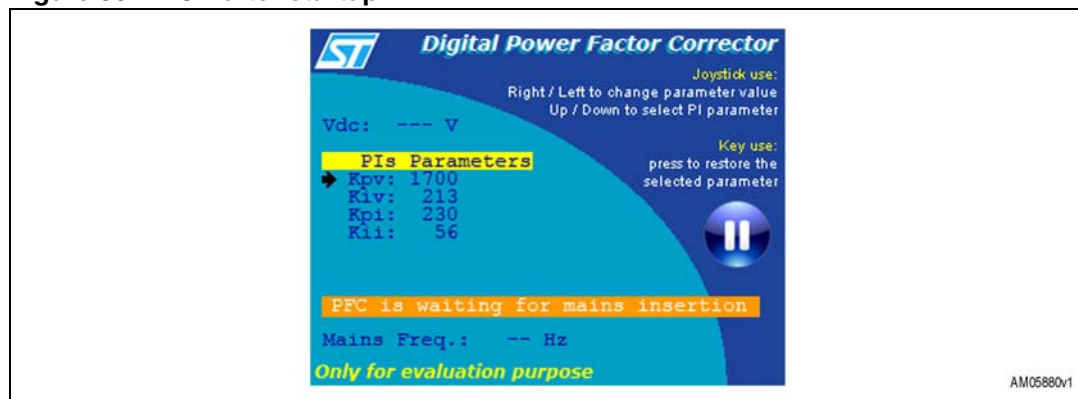 ST
Digital Power Factor Corrector
Joystick use:
Right / Left to change parameter value
Up / Down to select PI parameter
Vdc: --- V
Key use:
press to restore the
selected parameter
PIs Parameters
Kpv: 1700
Kiv: 213
Kpi: 230
Kii: 56
PFC is waiting for mains insertion
Mains Freq.: -- Hz
Only for evaluation purpose
AM05880v1